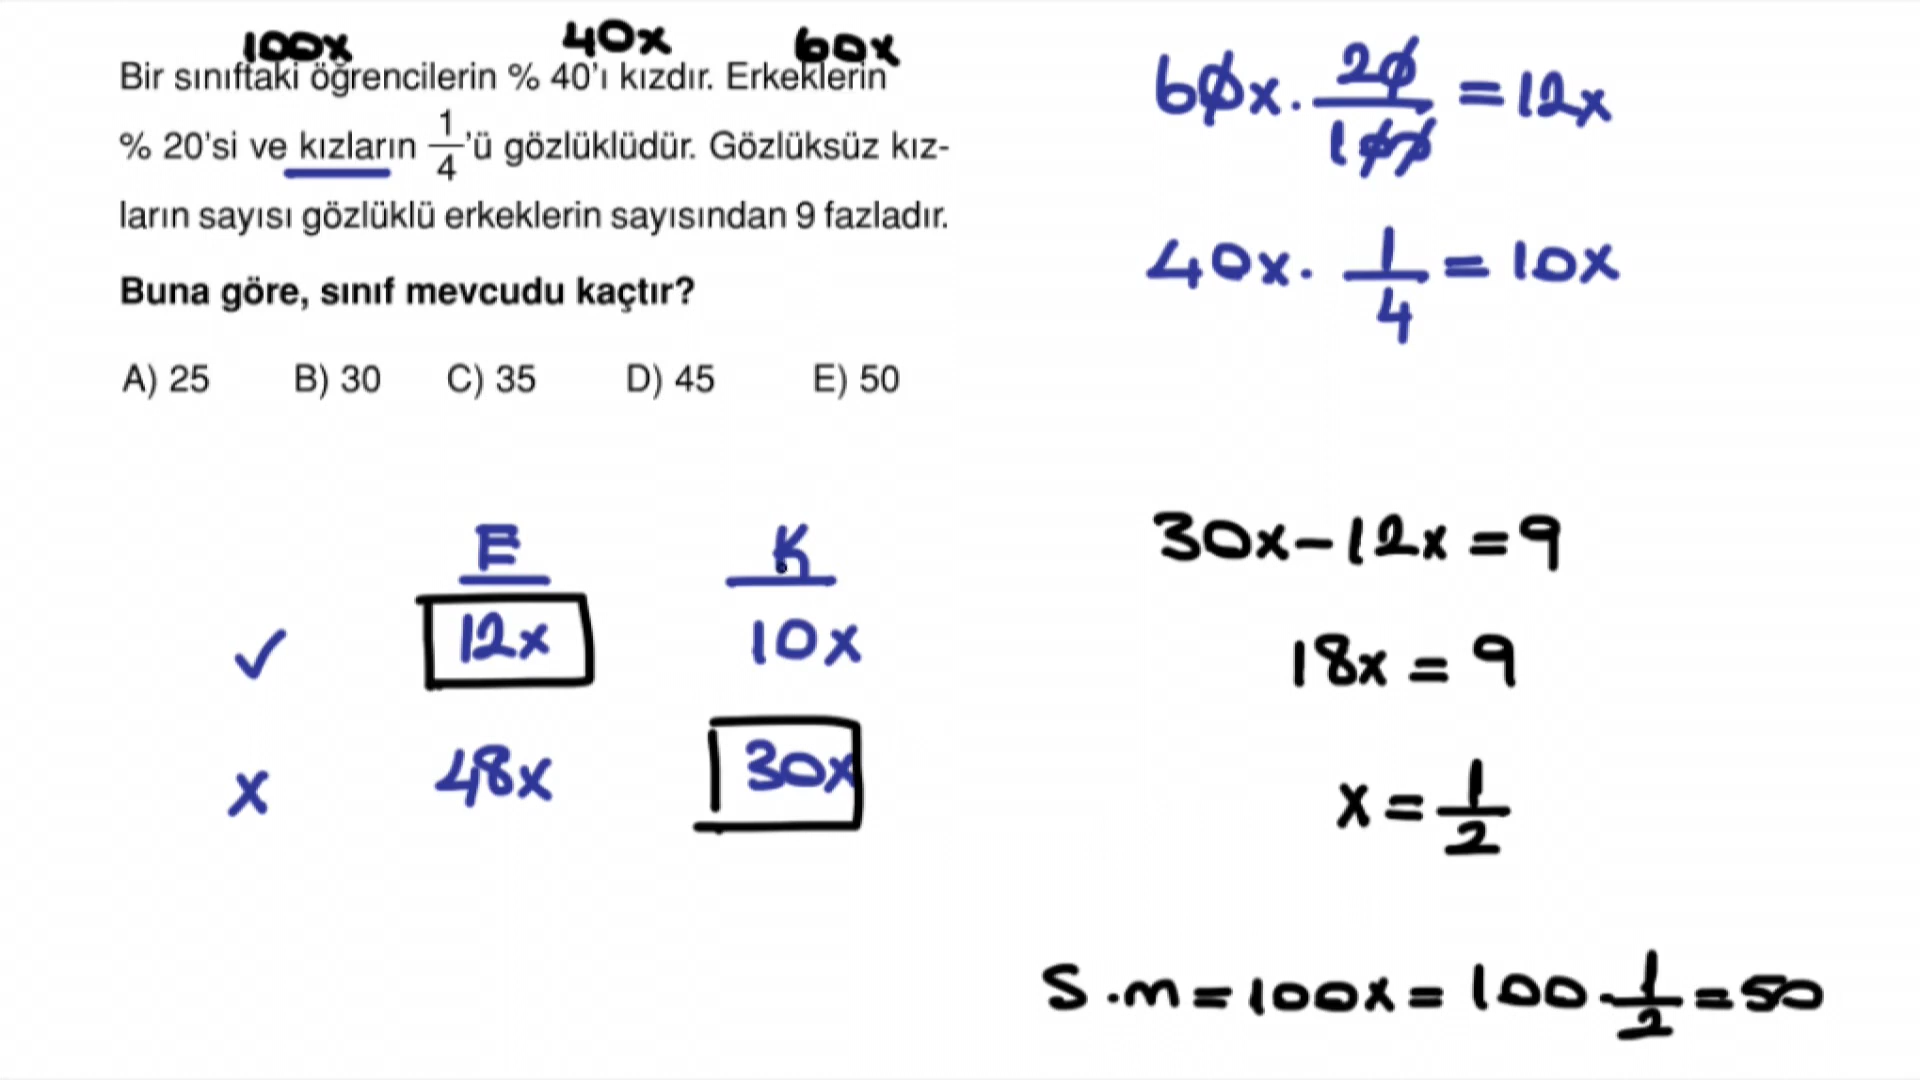 100x 40x 60x
Bir sınıftaki öğrencilerin % 40'ı kızdır. Erkeklerin
% 20'si ve kızların 1/4'ü gözlüklüdür. Gözlüksüz kız-
ların sayısı gözlüklü erkeklerin sayısından 9 fazladır.
Buna göre, sınıf mevcudu kaçtır?
A) 25 B) 30 C) 35 D) 45 E) 50
60x · 20/100 = 12x
40x · 1/4 = 10x
E K
✓ 12x 10x
x 48x 30x
30x - 12x = 9
18x = 9
x = 1/2
S.m = 100x = 100 · 1/2 = 50